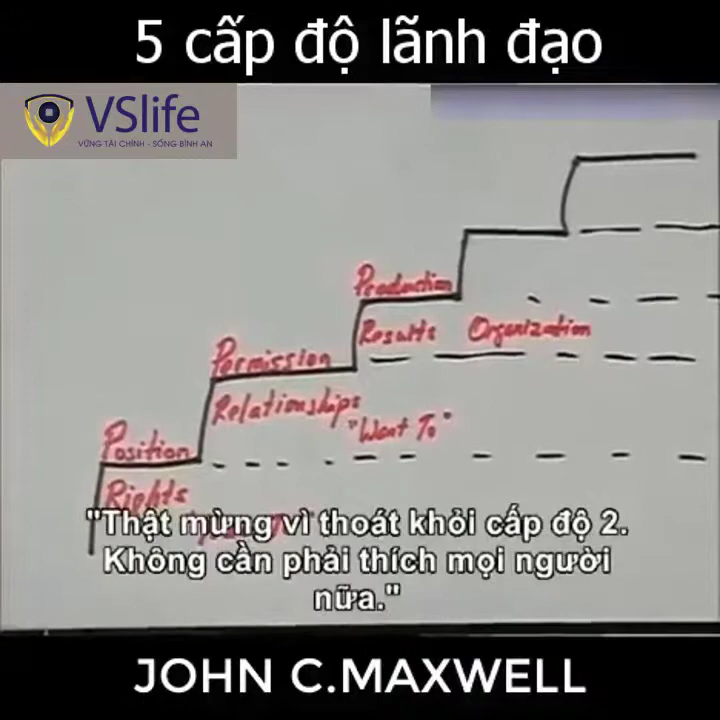 5 cấp độ lãnh đạo
VSlife
VỮNG TÀI CHÍNH - SỐNG BÌNH AN
Production
Results Organization
Permission
Relationships
"Want To"
Position
Rights
"Thật mừng vì thoát khỏi cấp độ 2.
Không cần phải thích mọi người
nữa."
JOHN C.MAXWELL